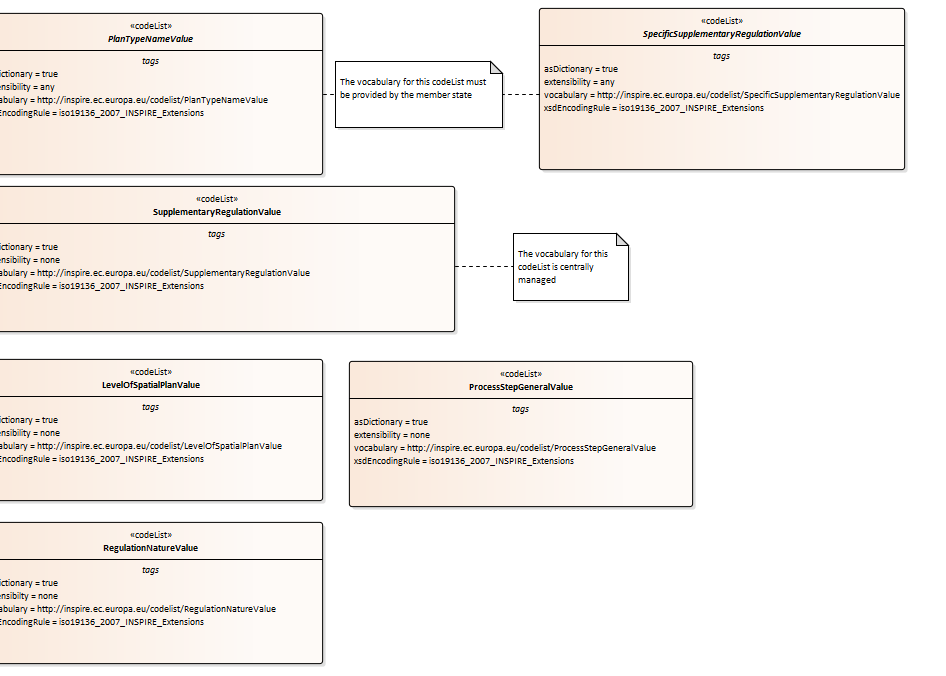 «codeList»
PlanTypeNameValue
tags
ictionary = true
ensibility = any
abulary = http://inspire.ec.europa.eu/codelist/PlanTypeNameValue
EncodingRule = iso19136_2007_INSPIRE_Extensions
The vocabulary for this codeList must
be provided by the member state
«codeList»
SpecificSupplementaryRegulationValue
tags
asDictionary = true
extensibility = any
vocabulary = http://inspire.ec.europa.eu/codelist/SpecificSupplementaryRegulationValue
xsdEncodingRule = iso19136_2007_INSPIRE_Extensions
«codeList»
SupplementaryRegulationValue
tags
ictionary = true
ensibility = none
abulary = http://inspire.ec.europa.eu/codelist/SupplementaryRegulationValue
EncodingRule = iso19136_2007_INSPIRE_Extensions
The vocabulary for this
codeList is centrally
managed
«codeList»
LevelOfSpatialPlanValue
tags
ictionary = true
ensibility = none
abulary = http://inspire.ec.europa.eu/codelist/LevelOfSpatialPlanValue
EncodingRule = iso19136_2007_INSPIRE_Extensions
«codeList»
ProcessStepGeneralValue
tags
asDictionary = true
extensibility = none
vocabulary = http://inspire.ec.europa.eu/codelist/ProcessStepGeneralValue
xsdEncodingRule = iso19136_2007_INSPIRE_Extensions
«codeList»
RegulationNatureValue
tags
ictionary = true
ensibilty = none
abulary = http://inspire.ec.europa.eu/codelist/RegulationNatureValue
EncodingRule = iso19136_2007_INSPIRE_Extensions